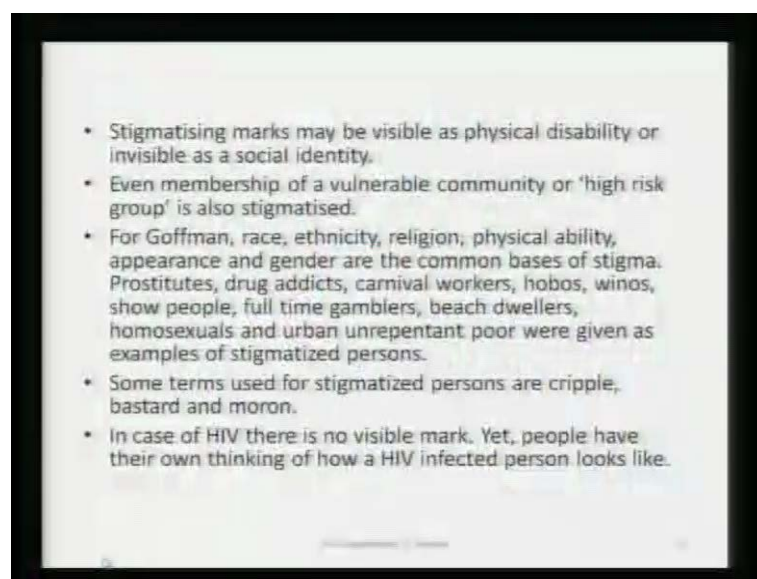 • Stigmatising marks may be visible as physical disability or
invisible as a social identity.
• Even membership of a vulnerable community or 'high risk
group' is also stigmatised.
• For Goffman, race, ethnicity, religion, physical ability,
appearance and gender are the common bases of stigma.
Prostitutes, drug addicts, carnival workers, hobos, winos,
show people, full time gamblers, beach dwellers,
homosexuals and urban unrepentant poor were given as
examples of stigmatized persons.
• Some terms used for stigmatized persons are cripple,
bastard and moron.
• In case of HIV there is no visible mark. Yet, people have
their own thinking of how a HIV infected person looks like.